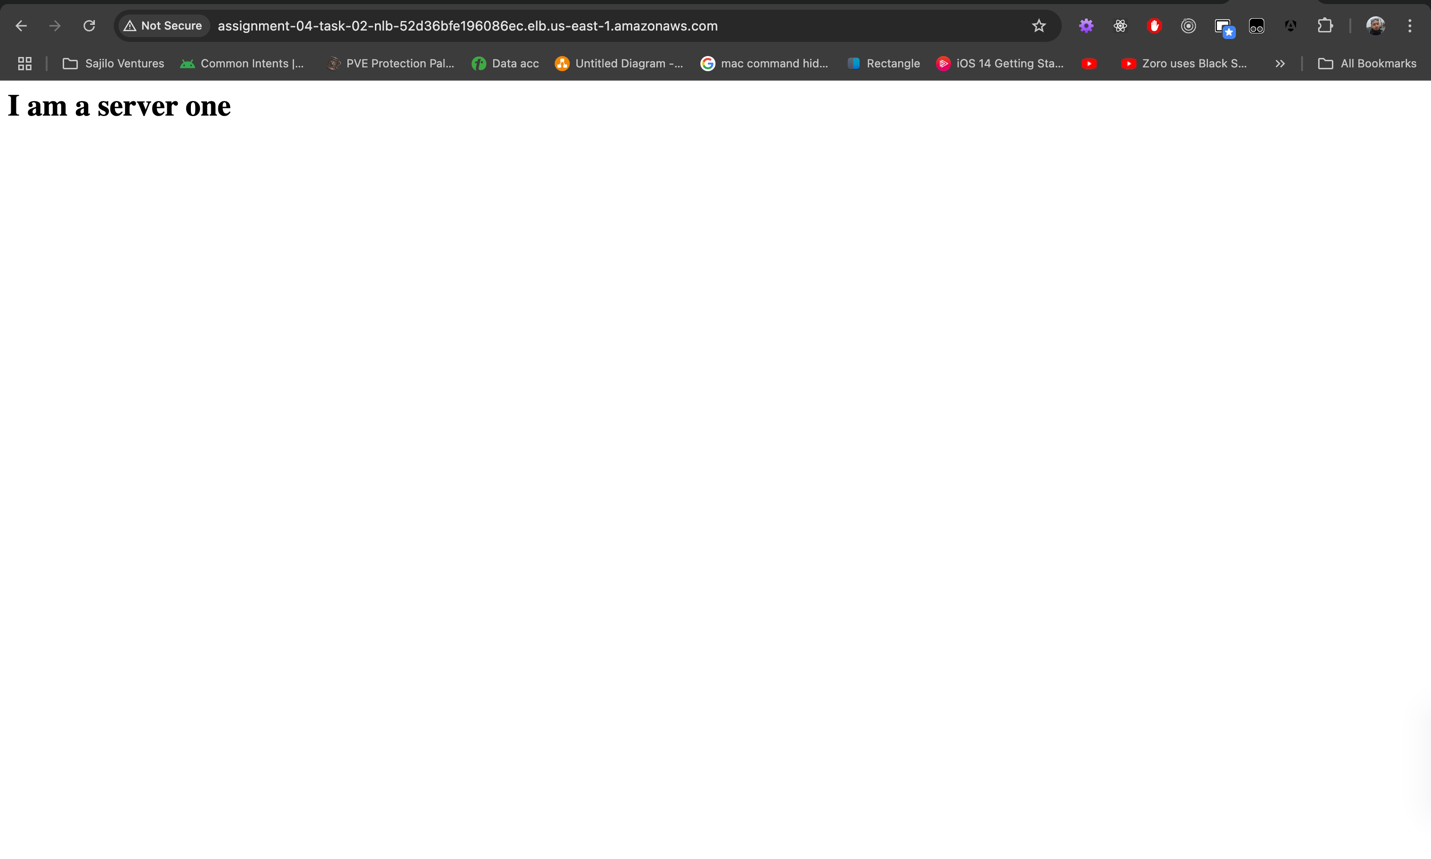 Not Secure assignment-04-task-02-nlb-52d36bfe196086ec.elb.us-east-1.amazonaws.com
Sajilo Ventures Common Intents |... PVE Protection Pal... Data acc Untitled Diagram -... mac command hid... Rectangle iOS 14 Getting Sta... Zoro uses Black S... All Bookmarks
I am a server one